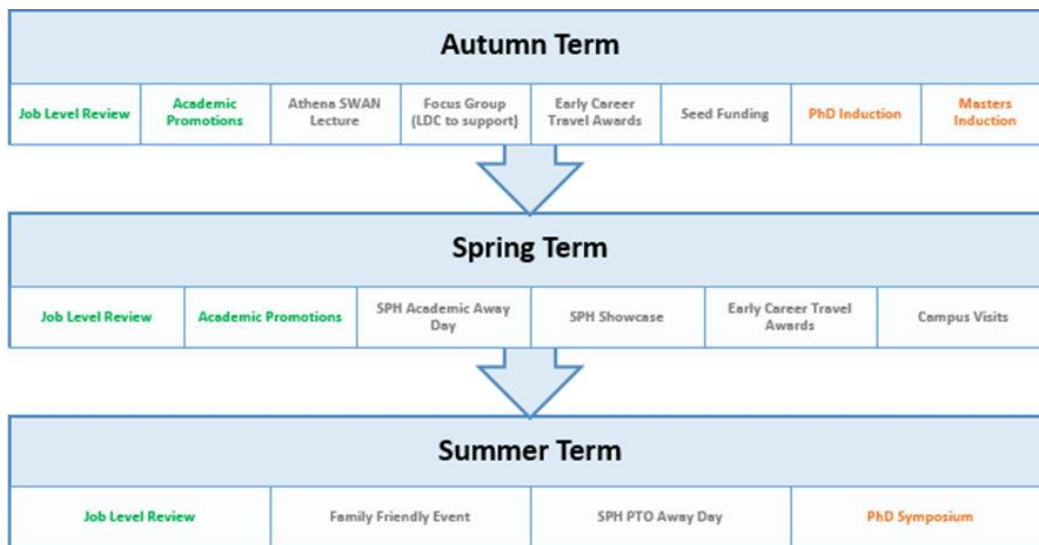 Autumn Term
Job Level Review
Academic
Promotions
Athena SWAN
Lecture
Focus Group
(LDC to support)
Early Career
Travel Awards
Seed Funding
PhD Induction
Masters
Induction
Spring Term
Job Level Review
Academic Promotions
SPH Academic Away
Day
SPH Showcase
Early Career Travel
Awards
Campus Visits
Summer Term
Job Level Review
Family Friendly Event
SPH PTO Away Day
PhD Symposium